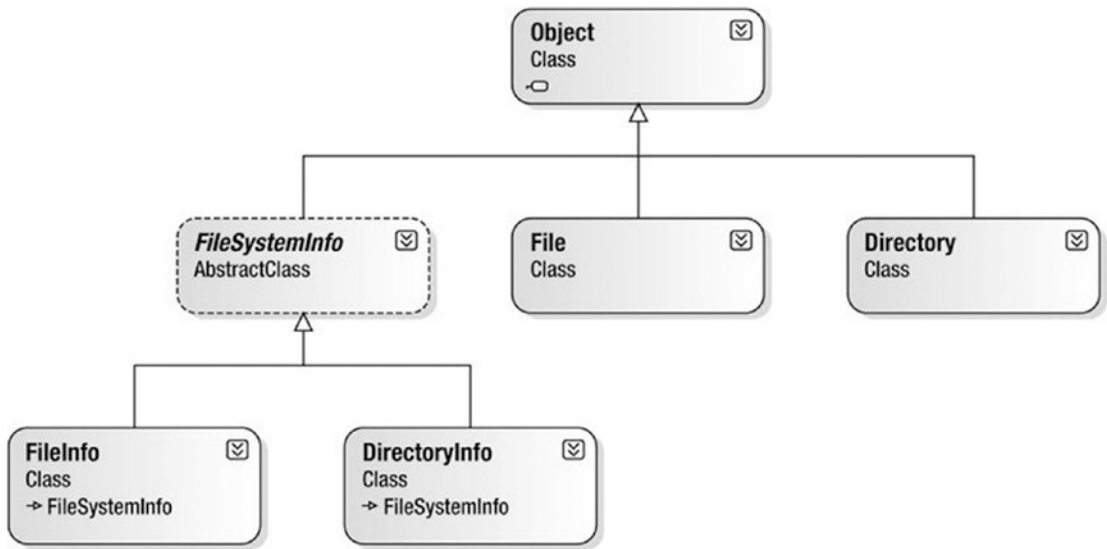 Object
Class
FileSystemInfo
AbstractClass
File
Class
Directory
Class
FileInfo
Class
FileSystemInfo
DirectoryInfo
Class
FileSystemInfo